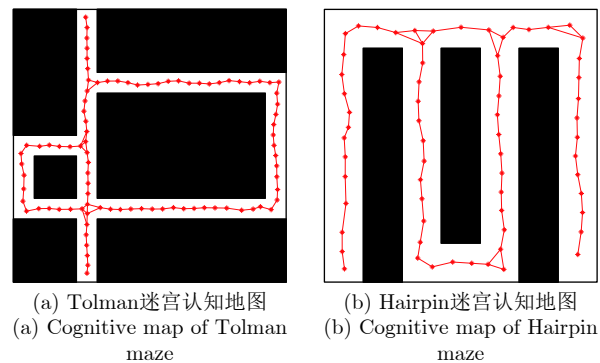 (a) Tolman迷宫认知地图
(a) Cognitive map of Tolman
maze
(b) Hairpin迷宫认知地图
(b) Cognitive map of Hairpin
maze